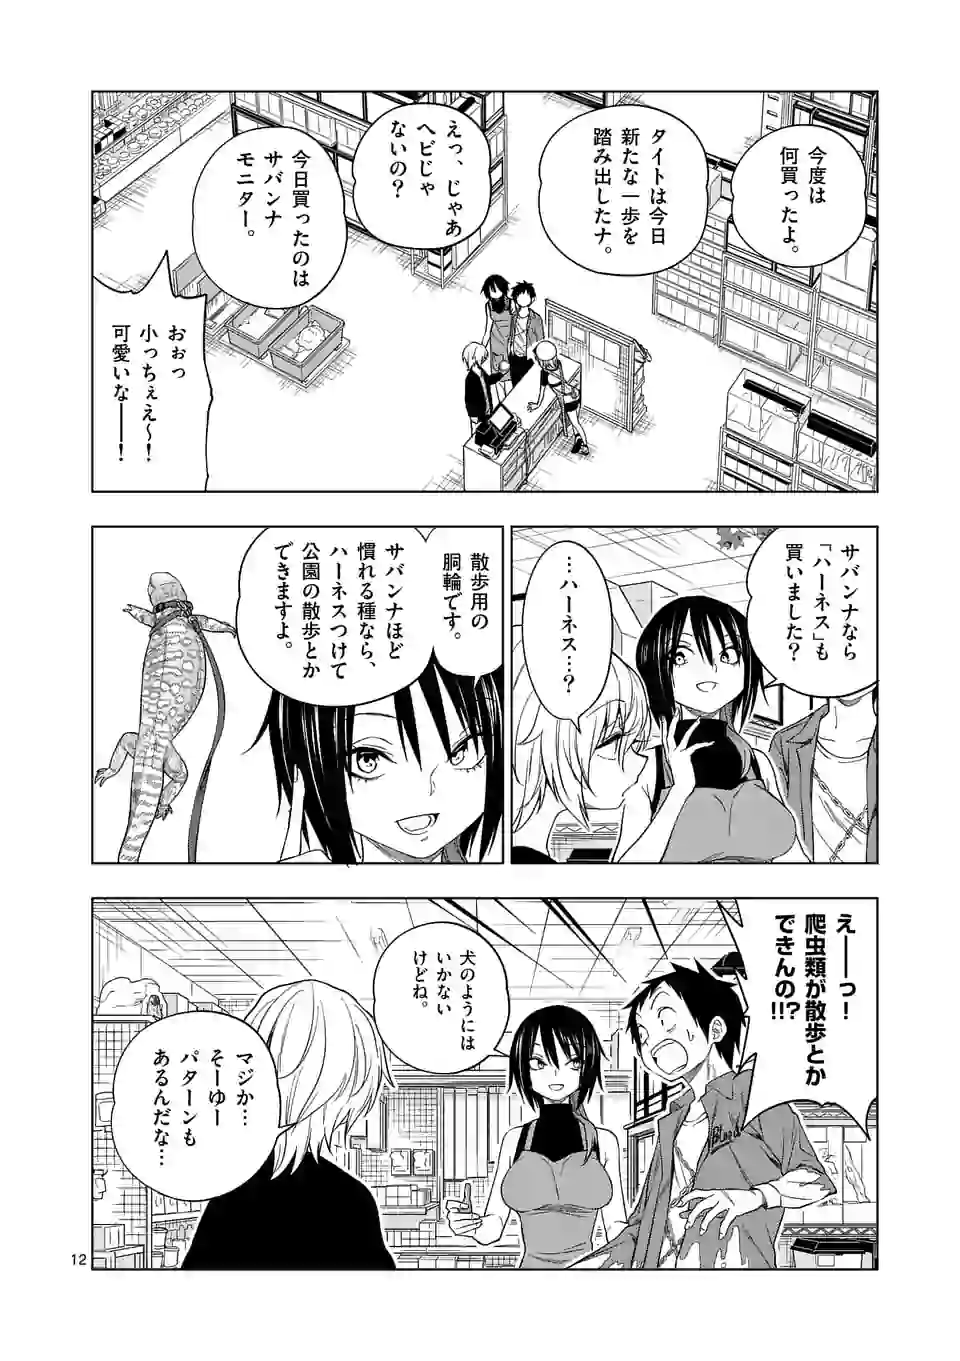 今度は
何買ったよ。
タイトは今日
新たな一歩を
踏み出したナ。
えっ、じゃあ
ヘビじゃ
ないの?
今日買ったのは
サバンナ
モニター。
おぉっ
小っちぇえ〜!
可愛いな――!
サバンナなら
「ハーネス」も
買いました?
…ハーネス…?
散歩用の
胴輪です。
サバンナほど
慣れる種なら、
ハーネスつけて
公園の散歩とか
できますよ。
え――っ!
爬虫類が散歩とか
できんの!!?
犬のようには
いかない
けどね。
マジか…
そーゆー
パターンも
あるんだな…
12